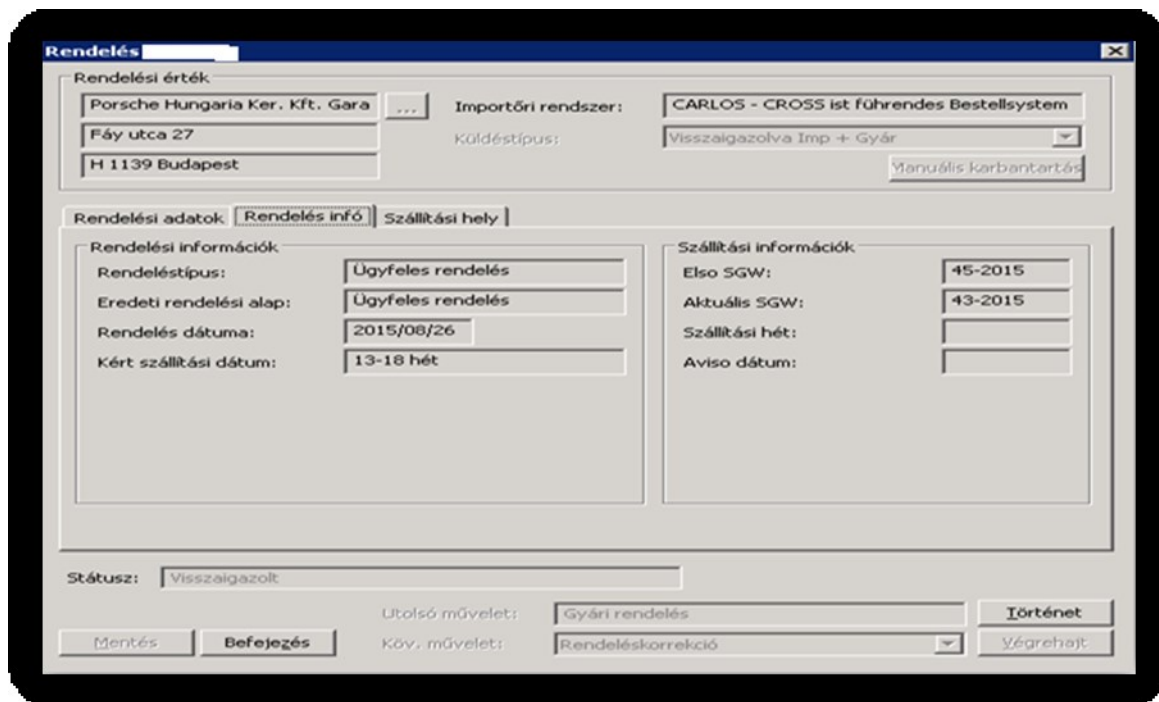 Rendelés
Rendelési érték
Porsche Hungaria Ker. Kft. Gara ... Importőri rendszer: CARLOS - CROSS ist führendes Bestellsystem
Fáy utca 27 Küldéstípus: Visszaigazolva Imp + Gyár
H 1139 Budapest Manuális karbantartás
Rendelési adatok Rendelés infó Szállítási hely
Rendelési információk Szállítási információk
Rendeléstípus: Ügyfeles rendelés Elso SGW: 45-2015
Eredeti rendelési alap: Ügyfeles rendelés Aktuális SGW: 43-2015
Rendelés dátuma: 2015/08/26 Szállítási hét:
Kért szállítási dátum: 13-18 hét Aviso dátum:
Státusz: Visszaigazolt
Utolsó művelet: Gyári rendelés Történet
Mentés Befejezés Köv. művelet: Rendeléskorrekció Végrehajt